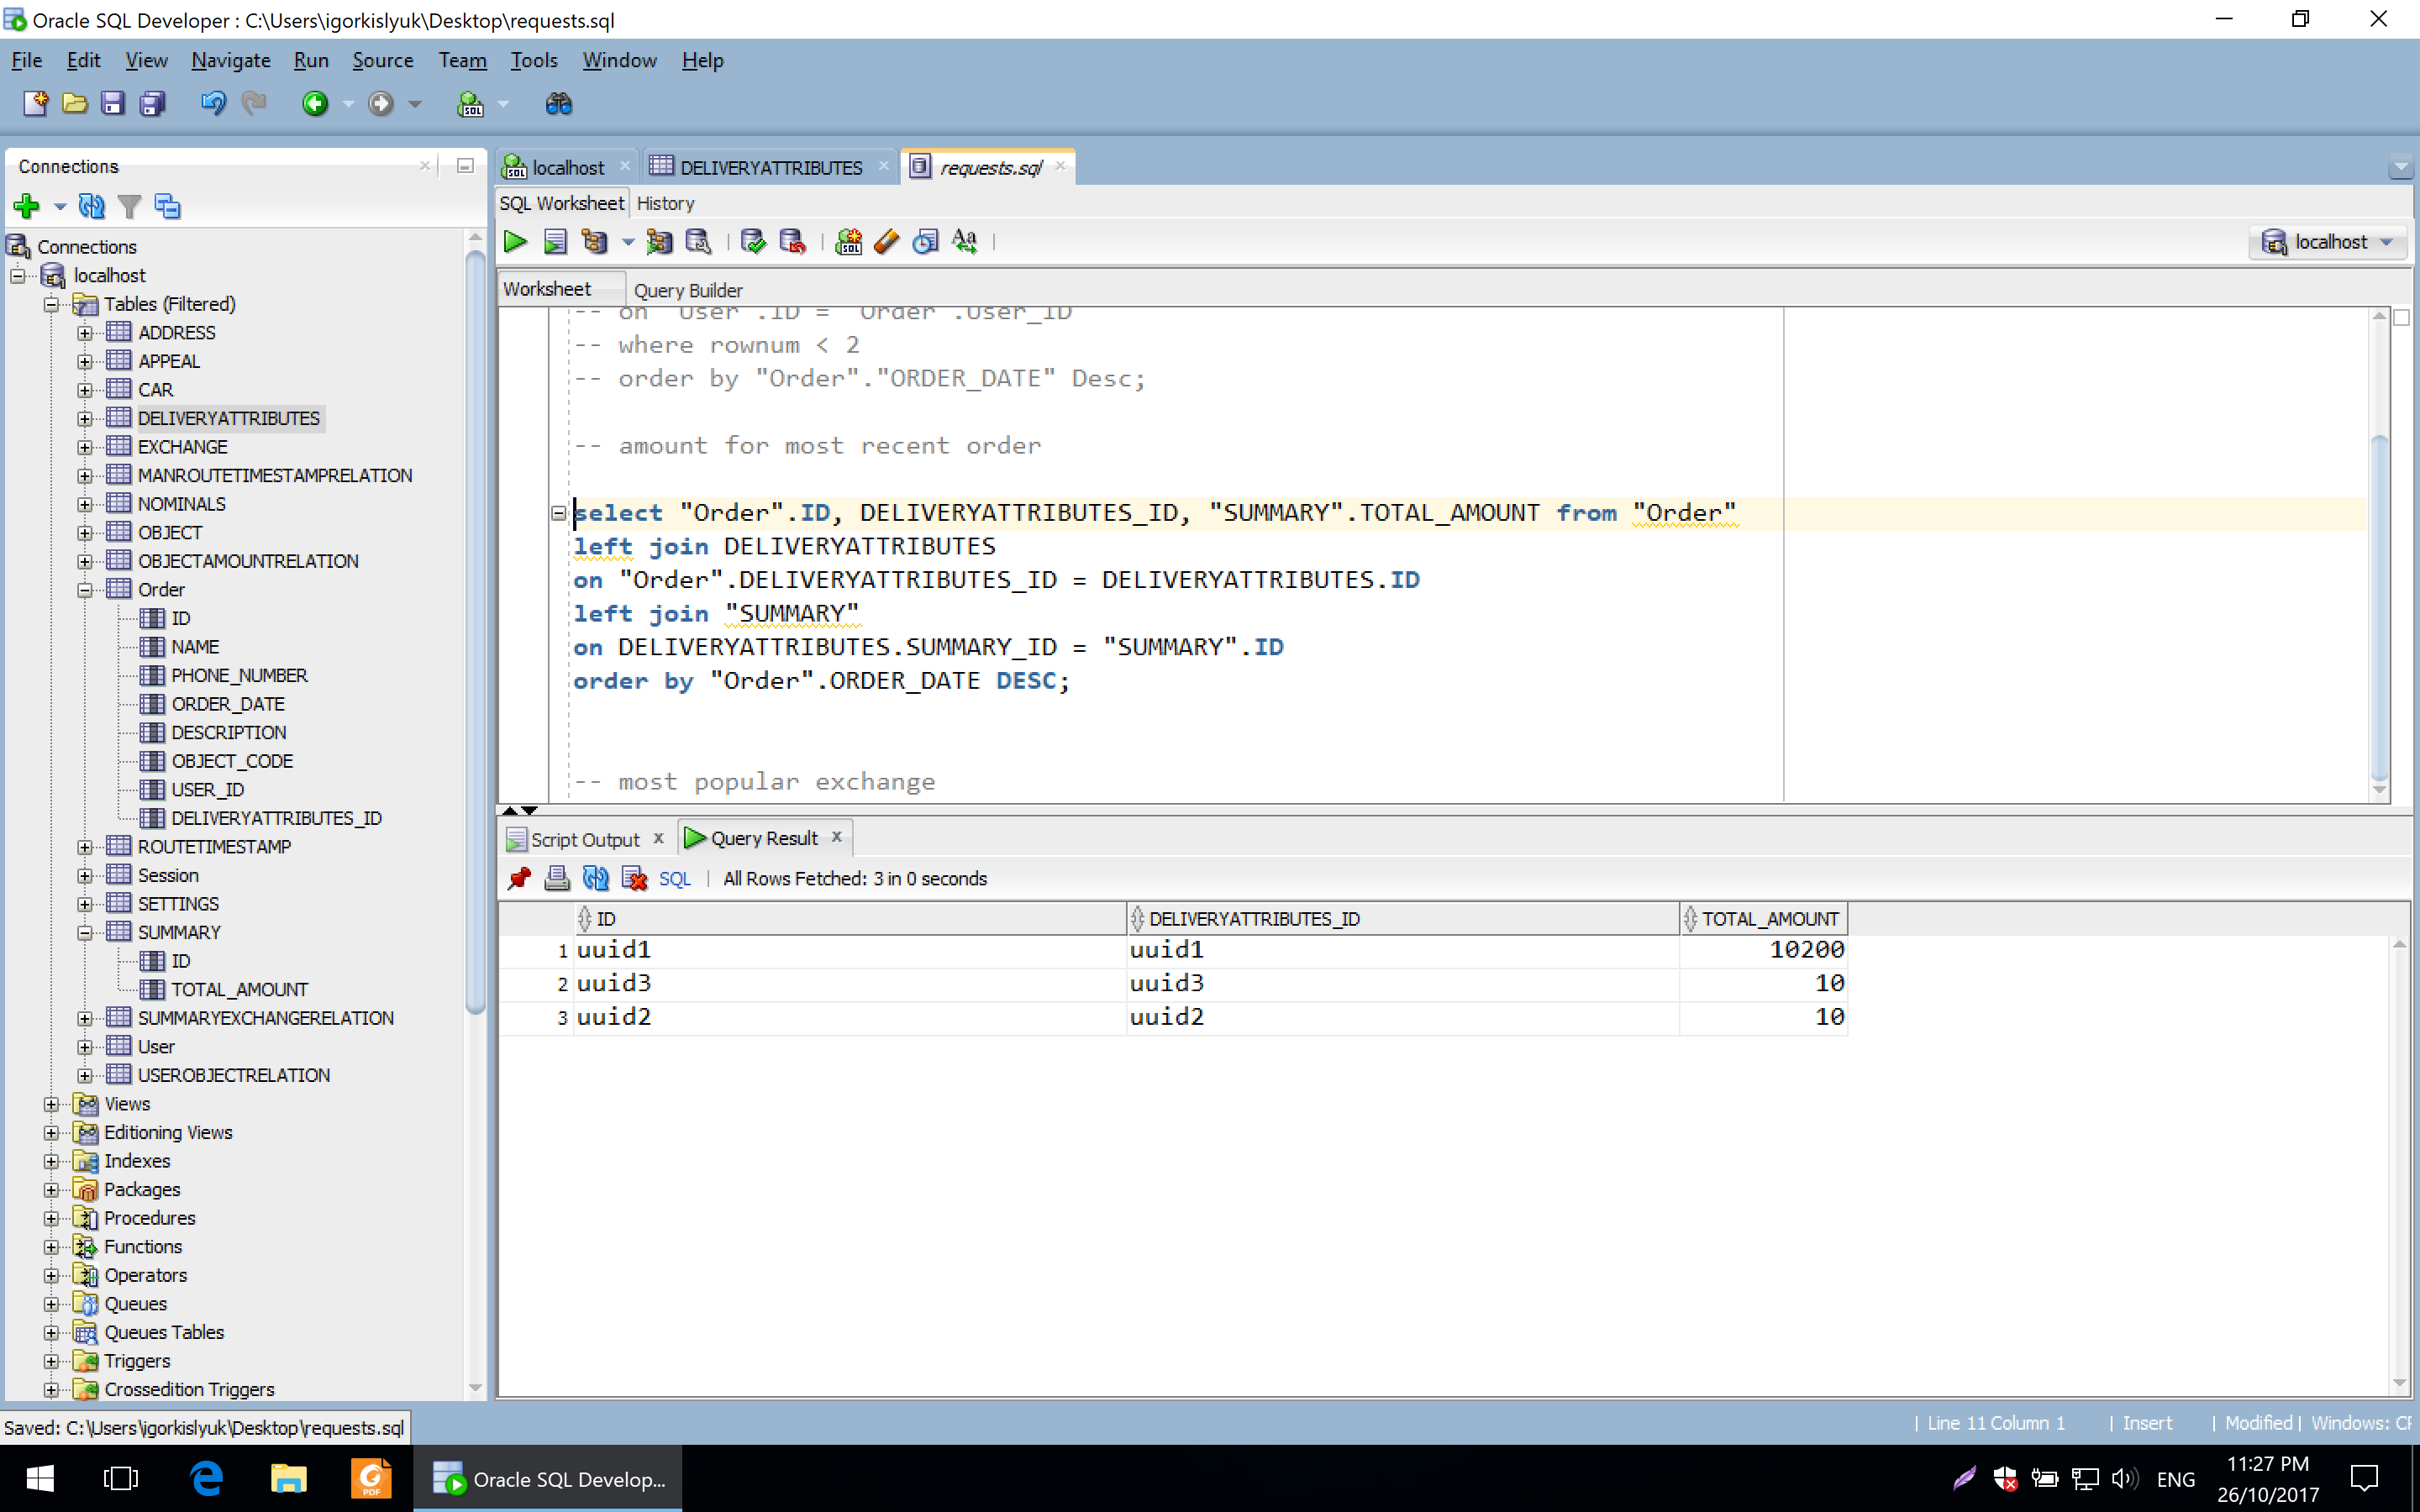 Oracle SQL Developer : C:\Users\igorkislyuk\Desktop\requests.sql
File Edit View Navigate Run Source Team Tools Window Help
Connections
localhost
DELIVERYATTRIBUTES
requests.sql
SQL Worksheet History
localhost
Worksheet Query Builder
Connections
localhost
Tables (Filtered)
ADDRESS
APPEAL
CAR
DELIVERYATTRIBUTES
EXCHANGE
MANROUTETIMESTAMPRELATION
NOMINALS
OBJECT
OBJECTAMOUNTRELATION
Order
ID
NAME
PHONE_NUMBER
ORDER_DATE
DESCRIPTION
OBJECT_CODE
USER_ID
DELIVERYATTRIBUTES_ID
ROUTETIMESTAMP
Session
SETTINGS
SUMMARY
ID
TOTAL_AMOUNT
SUMMARYEXCHANGERELATION
User
USEROBJECTRELATION
Views
Editioning Views
Indexes
Packages
Procedures
Functions
Operators
Queues
Queues Tables
Triggers
Crossedition Triggers
-- on "User".ID = "Order".User_ID
-- where rownum < 2
-- order by "Order"."ORDER_DATE" Desc;
-- amount for most recent order
select "Order".ID, DELIVERYATTRIBUTES_ID, "SUMMARY".TOTAL_AMOUNT from "Order"
left join DELIVERYATTRIBUTES
on "Order".DELIVERYATTRIBUTES_ID = DELIVERYATTRIBUTES.ID
left join "SUMMARY"
on DELIVERYATTRIBUTES.SUMMARY_ID = "SUMMARY".ID
order by "Order".ORDER_DATE DESC;
-- most popular exchange
Script Output x Query Result x
SQL | All Rows Fetched: 3 in 0 seconds
ID DELIVERYATTRIBUTES_ID TOTAL_AMOUNT
1 uuid1 uuid1 10200
2 uuid3 uuid3 10
3 uuid2 uuid2 10
Saved: C:\Users\igorkislyuk\Desktop\requests.sql
| Line 11 Column 1 | Insert | Modified | Windows:
Oracle SQL Develop...
PDF
ENG
11:27 PM
26/10/2017